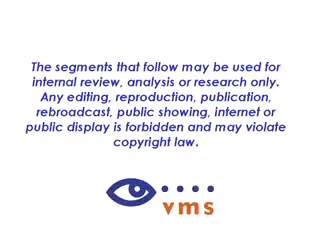 The segments that follow may be used for
internal review, analysis or research only.
Any editing, reproduction, publication,
rebroadcast, public showing, internet or
public display is forbidden and may violate
copyright law.
vms